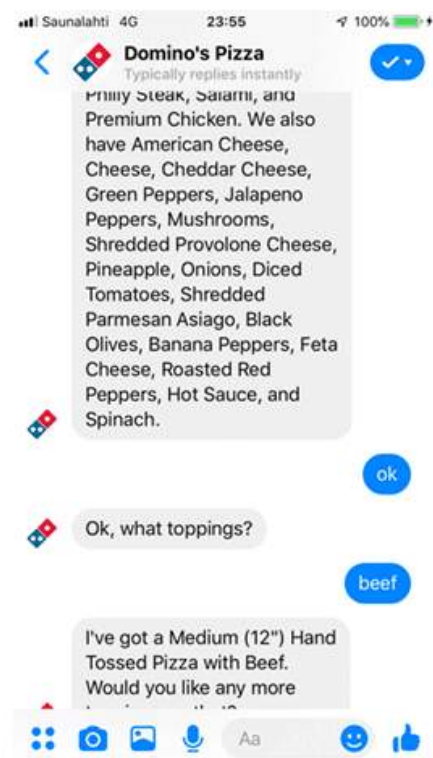 Saunalahti 4G 23:55 100%
Domino's Pizza
Typically replies instantly
Philly Steak, Salami, and
Premium Chicken. We also
have American Cheese,
Cheese, Cheddar Cheese,
Green Peppers, Jalapeno
Peppers, Mushrooms,
Shredded Provolone Cheese,
Pineapple, Onions, Diced
Tomatoes, Shredded
Parmesan Asiago, Black
Olives, Banana Peppers, Feta
Cheese, Roasted Red
Peppers, Hot Sauce, and
Spinach.
ok
Ok, what toppings?
beef
I've got a Medium (12") Hand
Tossed Pizza with Beef.
Would you like any more
Aa